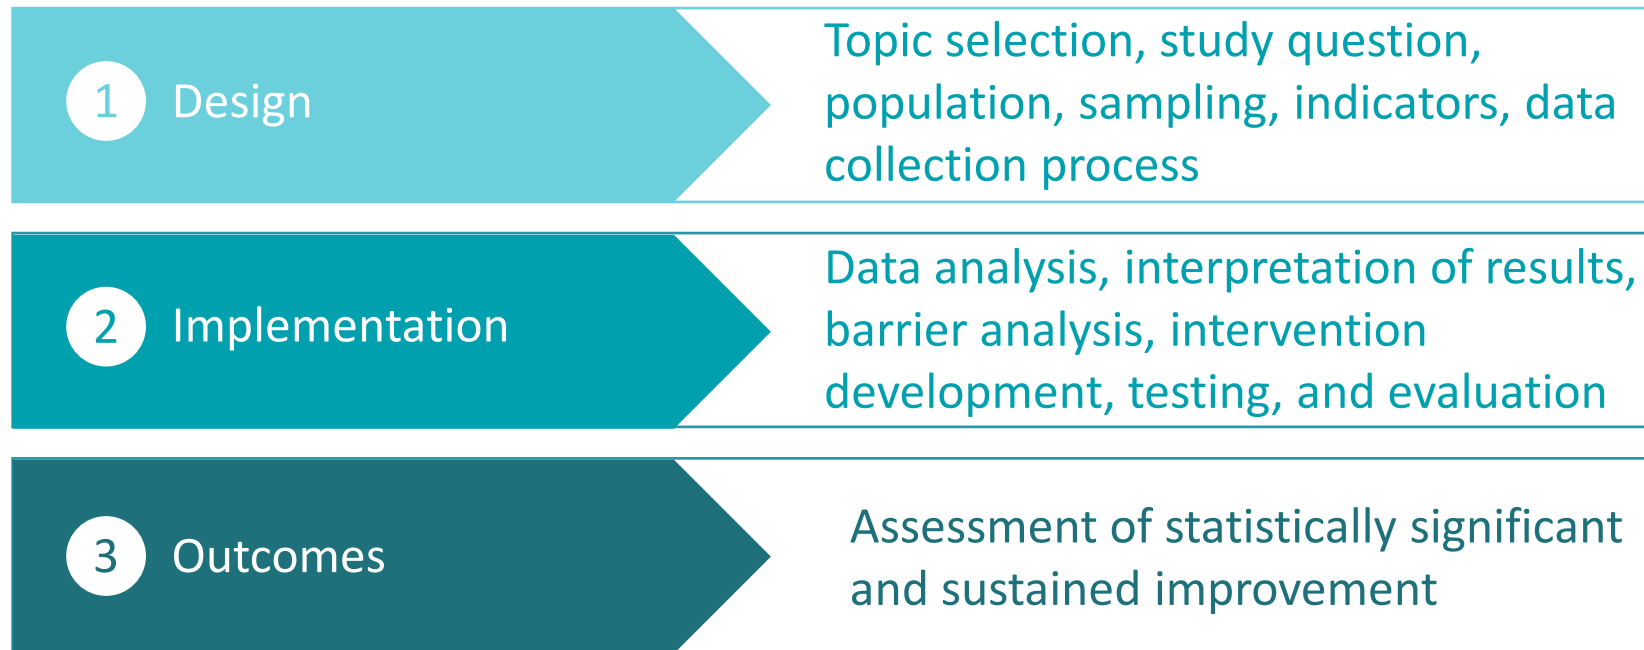 1 Design
Topic selection, study question,
population, sampling, indicators, data
collection process
2 Implementation
Data analysis, interpretation of results,
barrier analysis, intervention
development, testing, and evaluation
3 Outcomes
Assessment of statistically significant
and sustained improvement